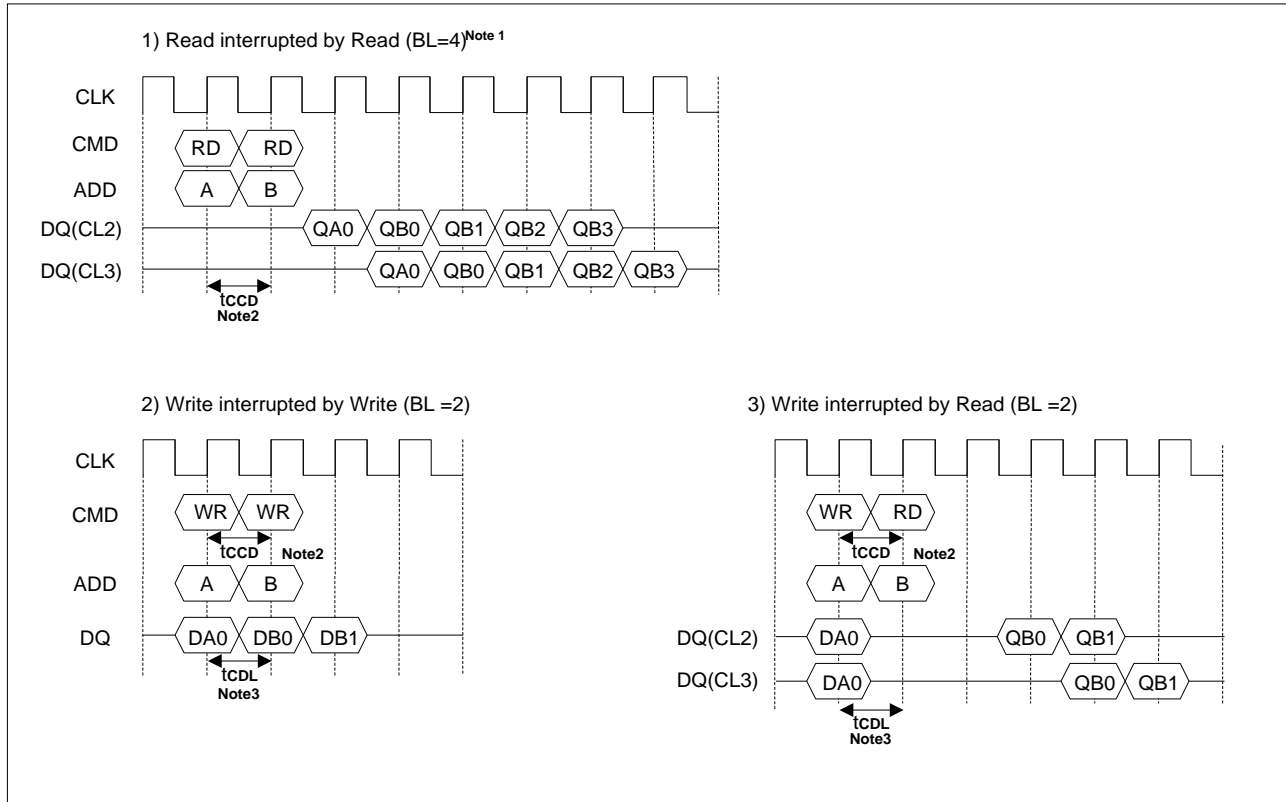 1) Read interrupted by Read (BL=4)Note 1
CLK
CMD RD RD
ADD A B
DQ(CL2) QA0 QB0 QB1 QB2 QB3
DQ(CL3) QA0 QB0 QB1 QB2 QB3
tCCD
Note2
2) Write interrupted by Write (BL =2)
CLK
CMD WR WR
tCCD Note2
ADD A B
DQ DA0 DB0 DB1
tCDL
Note3
3) Write interrupted by Read (BL =2)
WR RD
tCCD Note2
A B
DQ(CL2) DA0 QB0 QB1
DQ(CL3) DA0 QB0 QB1
tCDL
Note3